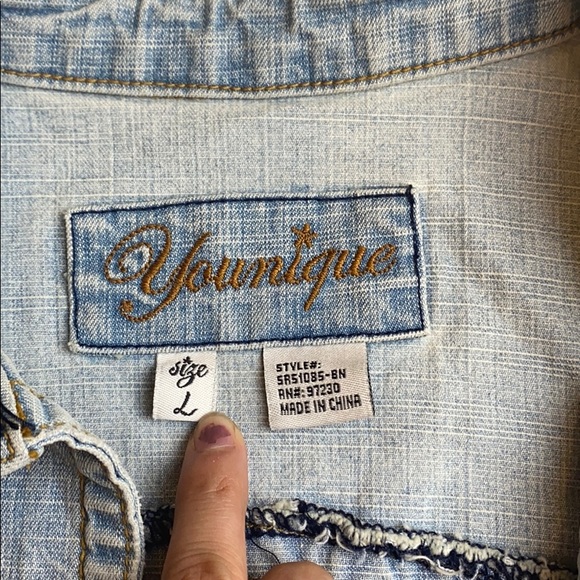 Younique
size
L
STYLE#:
SR51085-BN
RN#: 97230
MADE IN CHINA